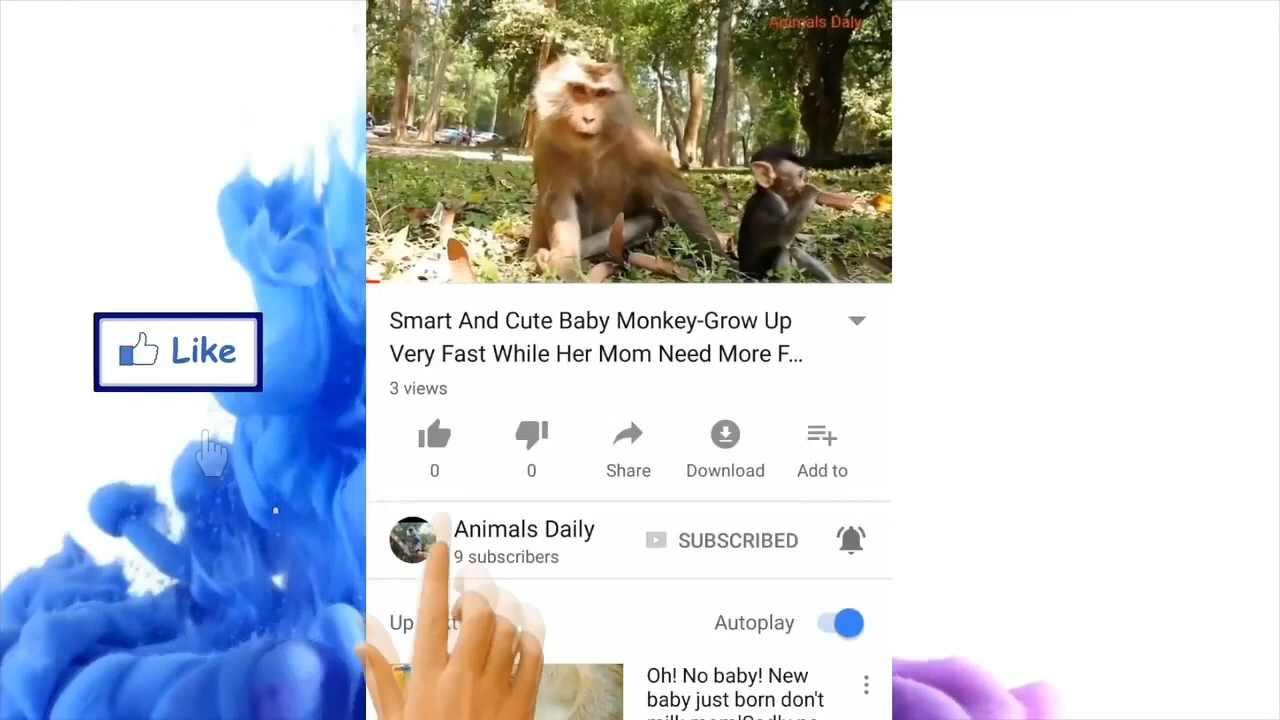 Animals Daly
Like
Smart And Cute Baby Monkey-Grow Up
Very Fast While Her Mom Need More F...
3 views
0
0
Share
Download
Add to
Animals Daily
9 subscribers
SUBSCRIBED
Autoplay
Oh! No baby! New
baby just born don't